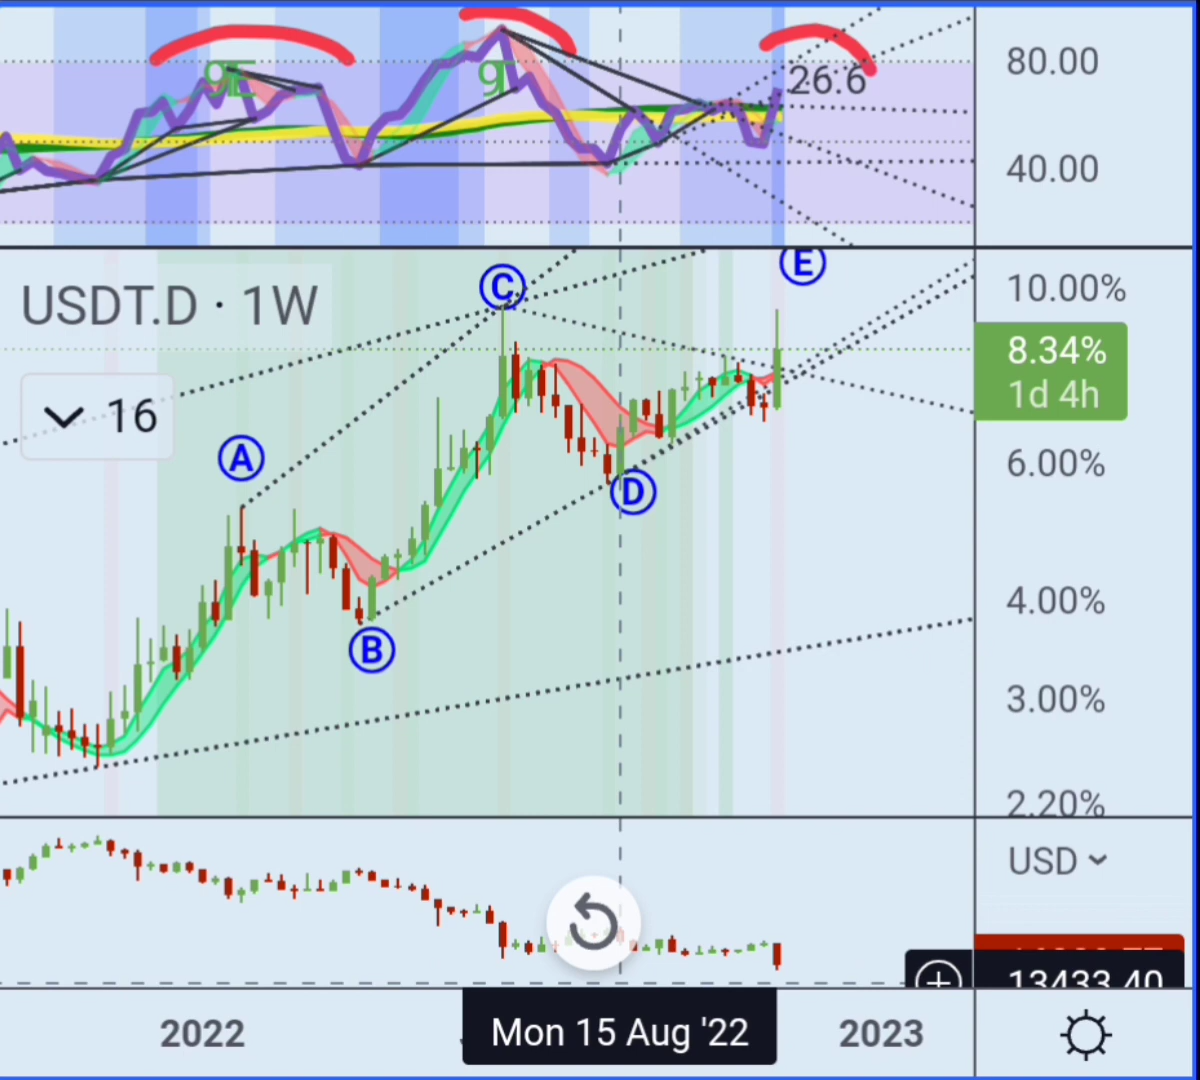 80.00
26.6
40.00
USDT.D · 1W
16
C
E
10.00%
8.34%
1d 4h
A
6.00%
D
B
4.00%
3.00%
2.20%
USD
13433.40
2022
Mon 15 Aug '22
2023